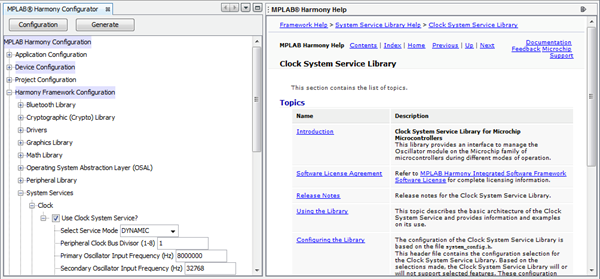 MPLAB® Harmony Configurator
Configuration
Generate
MPLAB Harmony Configuration
Application Configuration
Device Configuration
Project Configuration
Harmony Framework Configuration
Bluetooth Library
Cryptographic (Crypto) Library
Drivers
Graphics Library
Math Library
Operating System Abstraction Layer (OSAL)
Peripheral Library
System Services
Clock
Use Clock System Service?
Select Service Mode DYNAMIC
Peripheral Clock Bus Divisor (1-8) 1
Primary Oscillator Input Frequency (Hz) 8000000
Secondary Oscillator Input Frequency (Hz) 32768
MPLAB® Harmony Help
Framework Help > System Service Library Help > Clock System Service Library
MPLAB Harmony Help Contents | Index | Home Previous | Up | Next
Documentation
Feedback Microchip
Support
Clock System Service Library
This section contains the list of topics.
Topics
Name Description
Introduction
Clock System Service Library for Microchip
Microcontrollers
This library provides an interface to manage the
Oscillator module on the Microchip family of
microcontrollers during different modes of operation.
Software License Agreement
Refer to MPLAB Harmony Integrated Software Framework
Software License for complete licensing information.
Release Notes
Release notes for the Clock System Service Library.
Using the Library
This topic describes the basic architecture of the Clock
System Service and provides information and examples
on its use.
Configuring the Library
The configuration of the Clock System Service Library is
based on the file system_config.h.
This header file contains the configuration selection for
the Clock System Service Library. Based on the
selections made, the Clock System Service Library will or
will not support selected features. These configuration